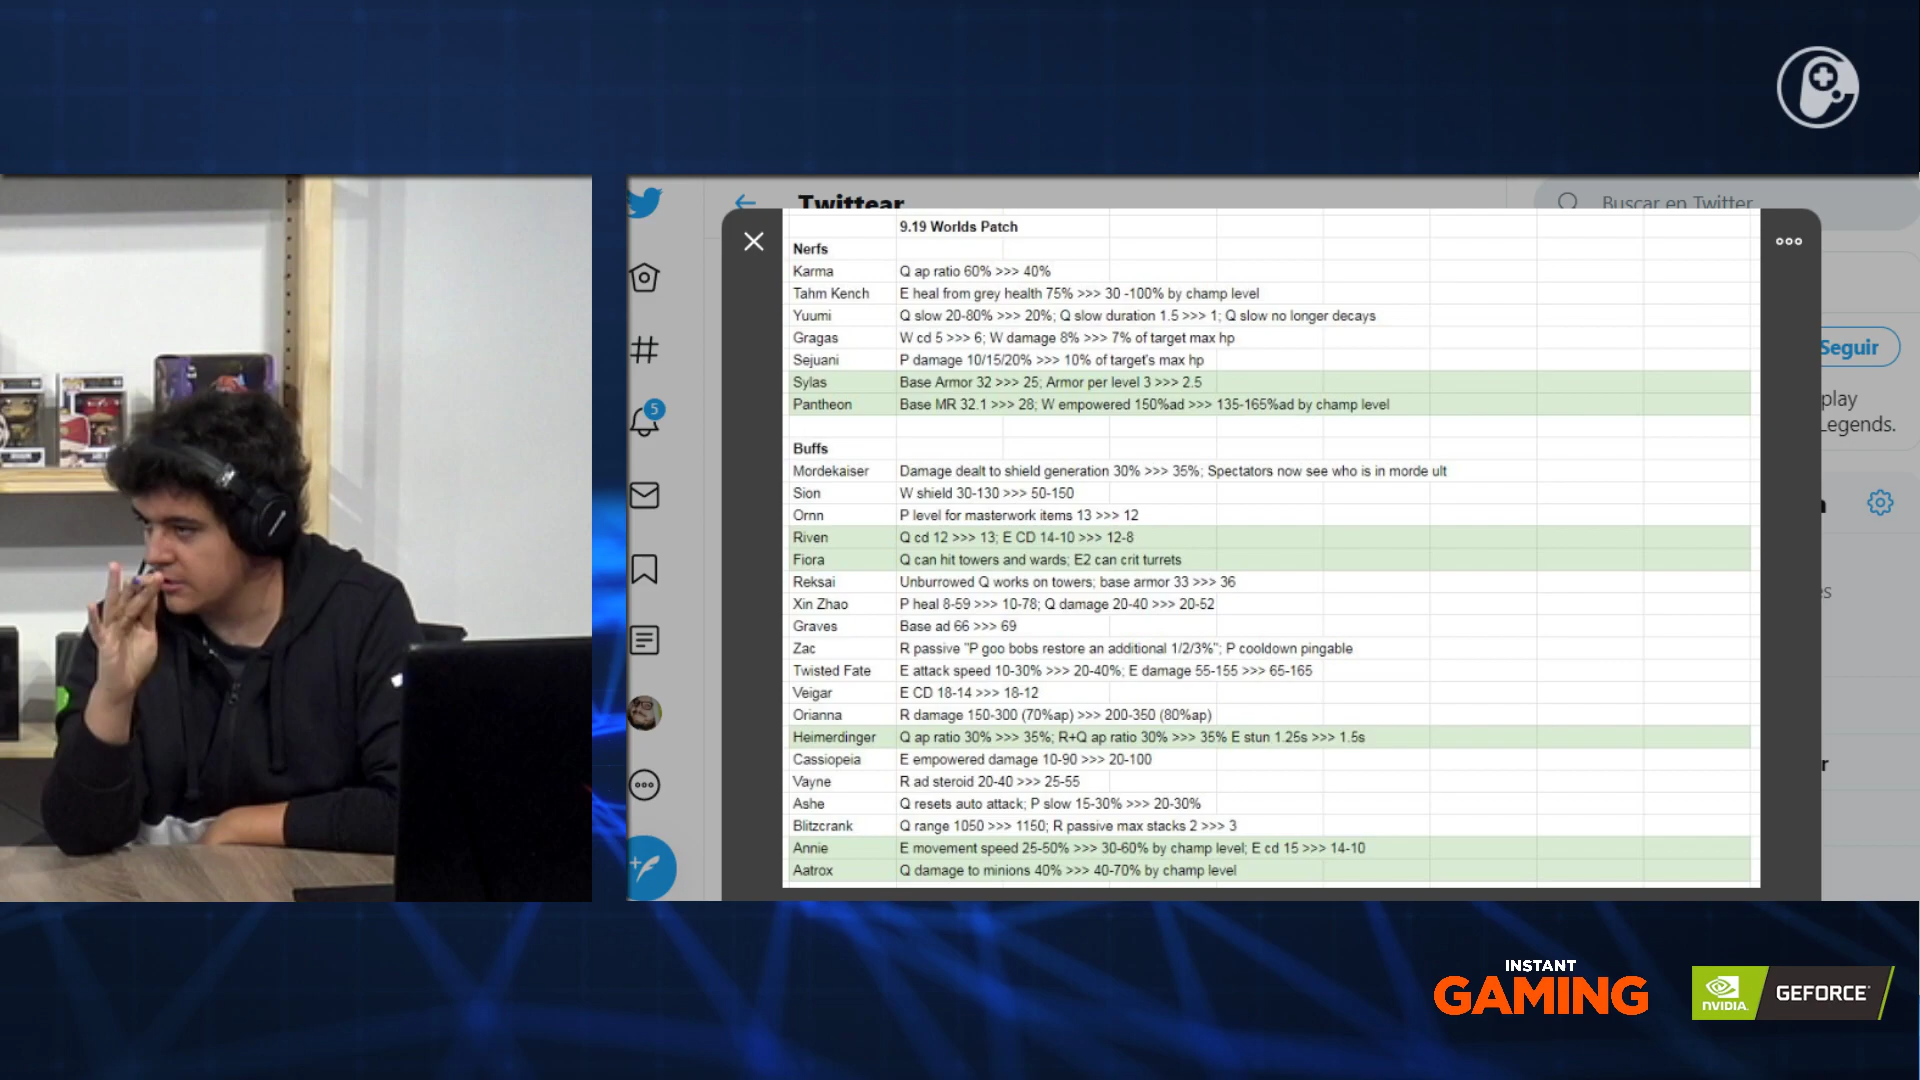 Twittear
Buscar en Twitter
9.19 Worlds Patch
Nerfs
Karma Q ap ratio 60% >>> 40%
Tahm Kench E heal from grey health 75% >>> 30 -100% by champ level
Yuumi Q slow 20-80% >>> 20%; Q slow duration 1.5 >>> 1; Q slow no longer decays
Gragas W cd 5 >>> 6; W damage 8% >>> 7% of target max hp
Sejuani P damage 10/15/20% >>> 10% of target's max hp
Seguir
Sylas Base Armor 32 >>> 25; Armor per level 3 >>> 2.5
Pantheon Base MR 32.1 >>> 28; W empowered 150%ad >>> 135-165%ad by champ level
play
Legends.
5
Buffs
Mordekaiser Damage dealt to shield generation 30% >>> 35%; Spectators now see who is in morde ult
Sion W shield 30-130 >>> 50-150
Ornn P level for masterwork items 13 >>> 12
Riven Q cd 12 >>> 13; E CD 14-10 >>> 12-8
Fiora Q can hit towers and wards; E2 can crit turrets
Reksai Unburrowed Q works on towers; base armor 33 >>> 36
Xin Zhao P heal 8-59 >>> 10-78; Q damage 20-40 >>> 20-52
Graves Base ad 66 >>> 69
Zac R passive "P goo bobs restore an additional 1/2/3%"; P cooldown pingable
Twisted Fate E attack speed 10-30% >>> 20-40%; E damage 55-155 >>> 65-165
Veigar E CD 18-14 >>> 18-12
Orianna R damage 150-300 (70%ap) >>> 200-350 (80%ap)
Heimerdinger Q ap ratio 30% >>> 35%; R+Q ap ratio 30% >>> 35% E stun 1.25s >>> 1.5s
Cassiopeia E empowered damage 10-90 >>> 20-100
Vayne R ad steroid 20-40 >>> 25-55
Ashe Q resets auto attack; P slow 15-30% >>> 20-30%
Blitzcrank Q range 1050 >>> 1150; R passive max stacks 2 >>> 3
Annie E movement speed 25-50% >>> 30-60% by champ level; E cd 15 >>> 14-10
Aatrox Q damage to minions 40% >>> 40-70% by champ level
INSTANT
GAMING
NVIDIA.
GEFORCE